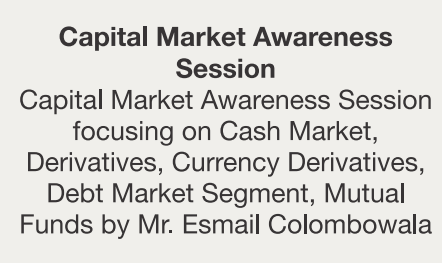 Capital Market Awareness
Session
Capital Market Awareness Session
focusing on Cash Market,
Derivatives, Currency Derivatives,
Debt Market Segment, Mutual
Funds by Mr. Esmail Colombowala